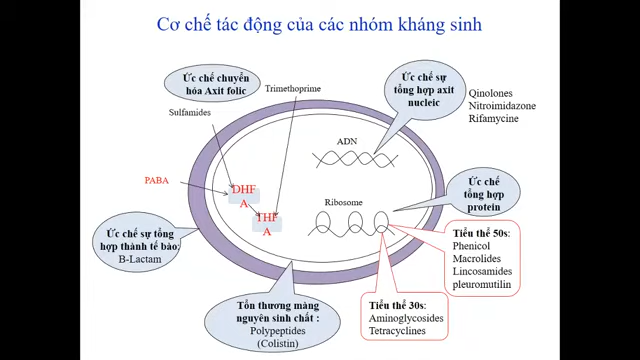 Cơ chế tác động của các nhóm kháng sinh
Ức chế chuyển
hóa Axit folic
Trimethoprime
Sulfamides
Ức chế sự
tổng hợp axit
nucleic
Qinolones
Nitroimidazone
Rifamycine
ADN
PABA
DHF
A
THF
A
Ribosome
Ức chế
tổng hợp
protein
Ức chế sự tổng
hợp thành tế bào:
B-Lactam
Tiểu thể 50s:
Phenicol
Macrolides
Lincosamides
pleuromutilin
Tổn thương màng
nguyên sinh chất :
Polypeptides
(Colistin)
Tiểu thể 30s:
Aminoglycosides
Tetracyclines